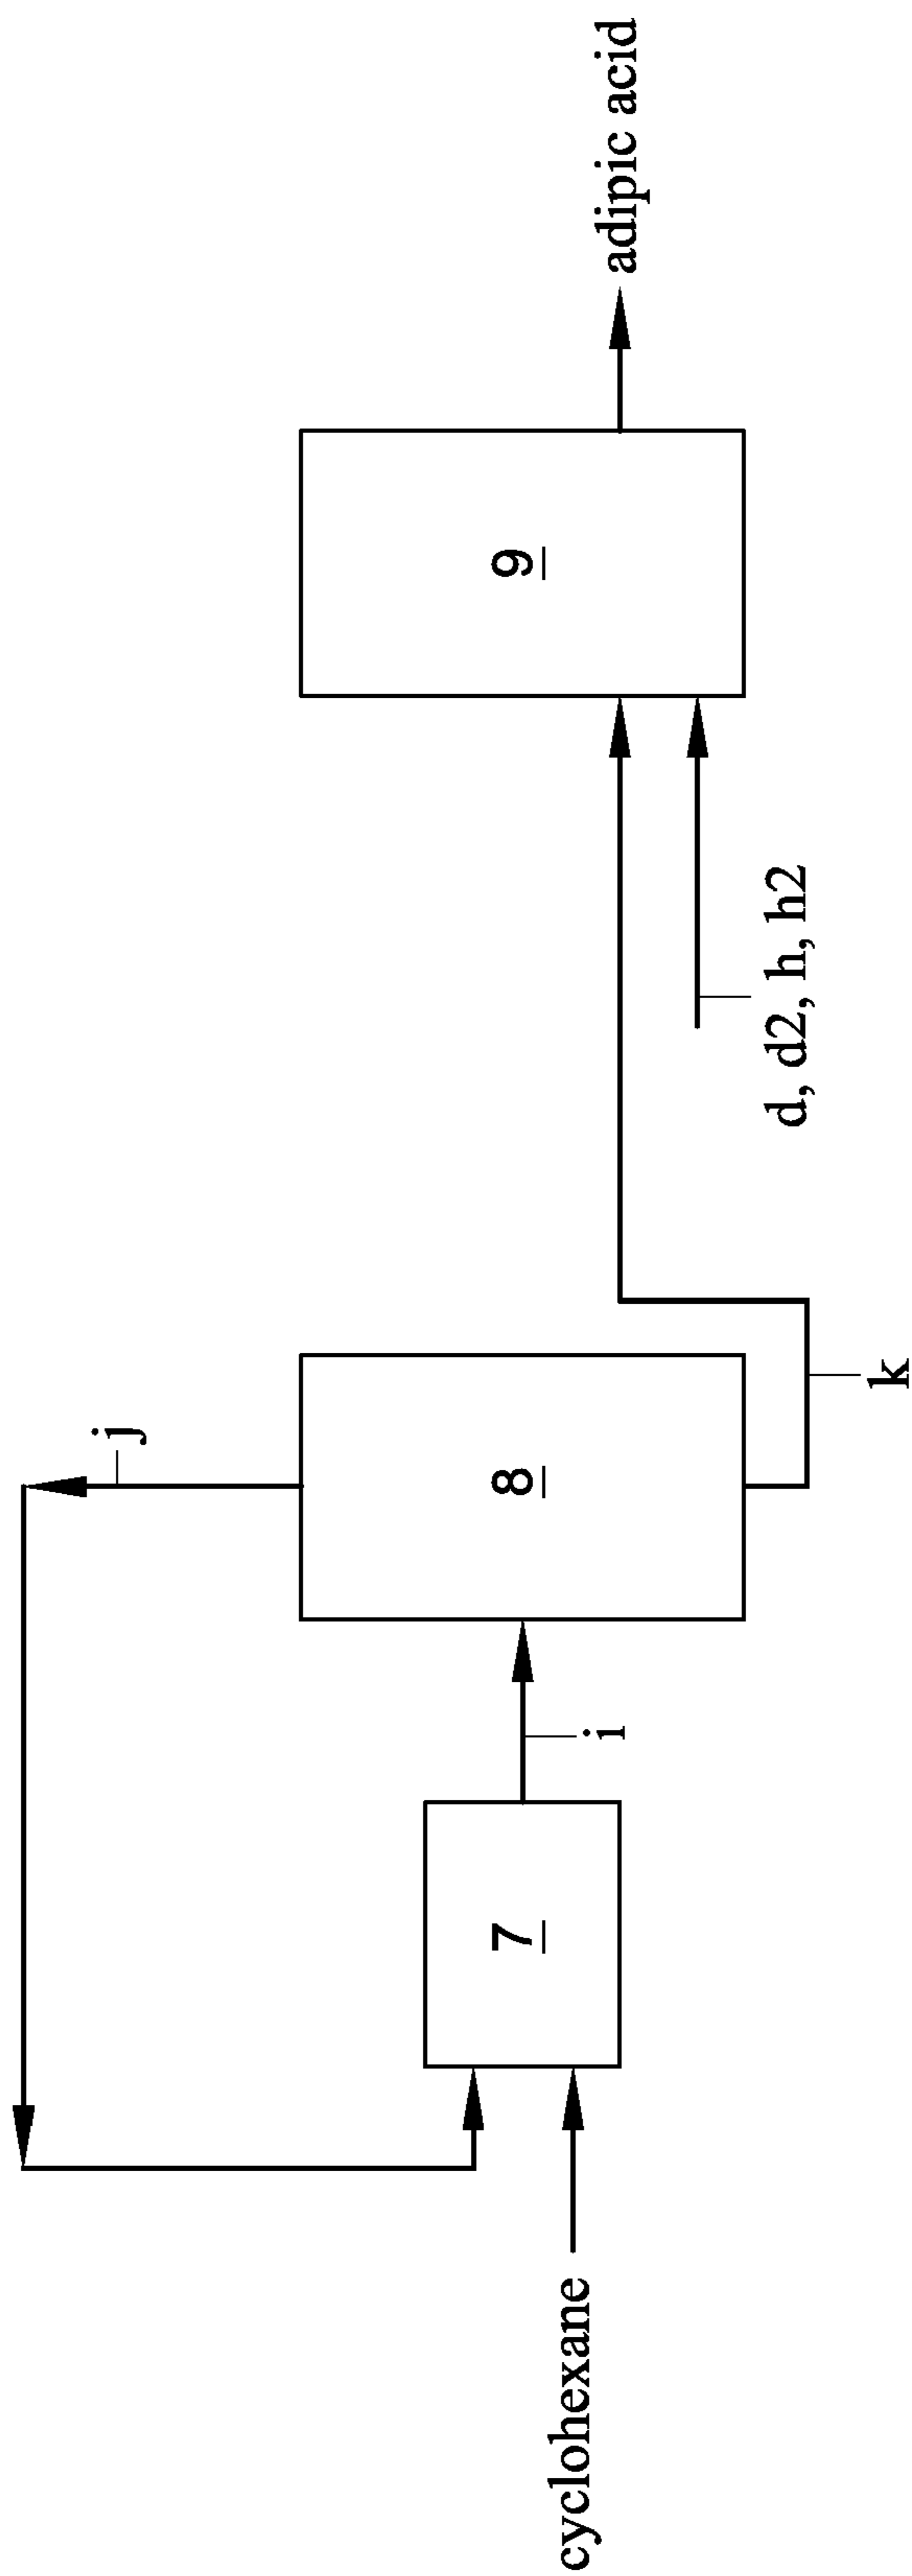 j
cyclohexane
7
i
8
k
d, d2, h, h2
9
adipic acid